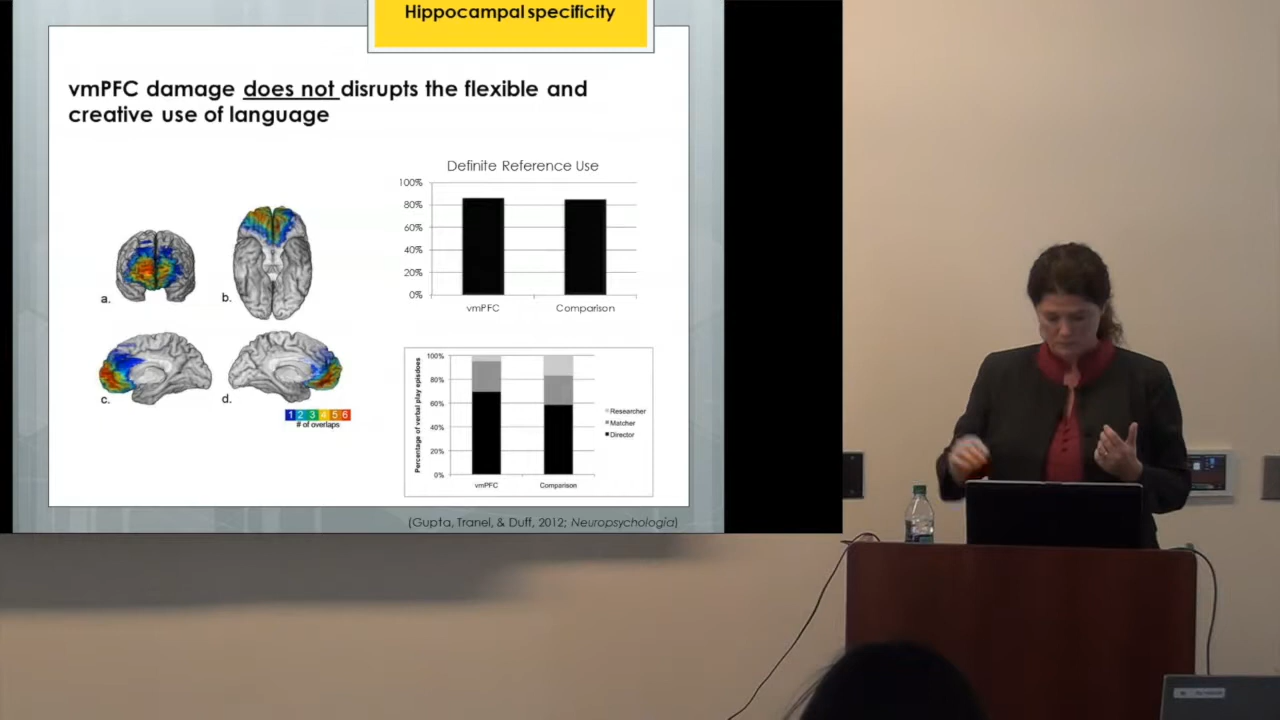 Hippocampal specificity
vmPFC damage does not disrupts the flexible and
creative use of language
Definite Reference Use
100%
80%
60%
40%
20%
0%
vmPFC
Comparison
a.
b.
c.
d.
1 2 3 4 5 6
# of overlaps
Percentage of verbal play episdoes
100%
80%
60%
40%
20%
0%
vmPFC
Comparison
Researcher
Matcher
Director
(Gupta, Tranel, & Duff, 2012; Neuropsychologia)